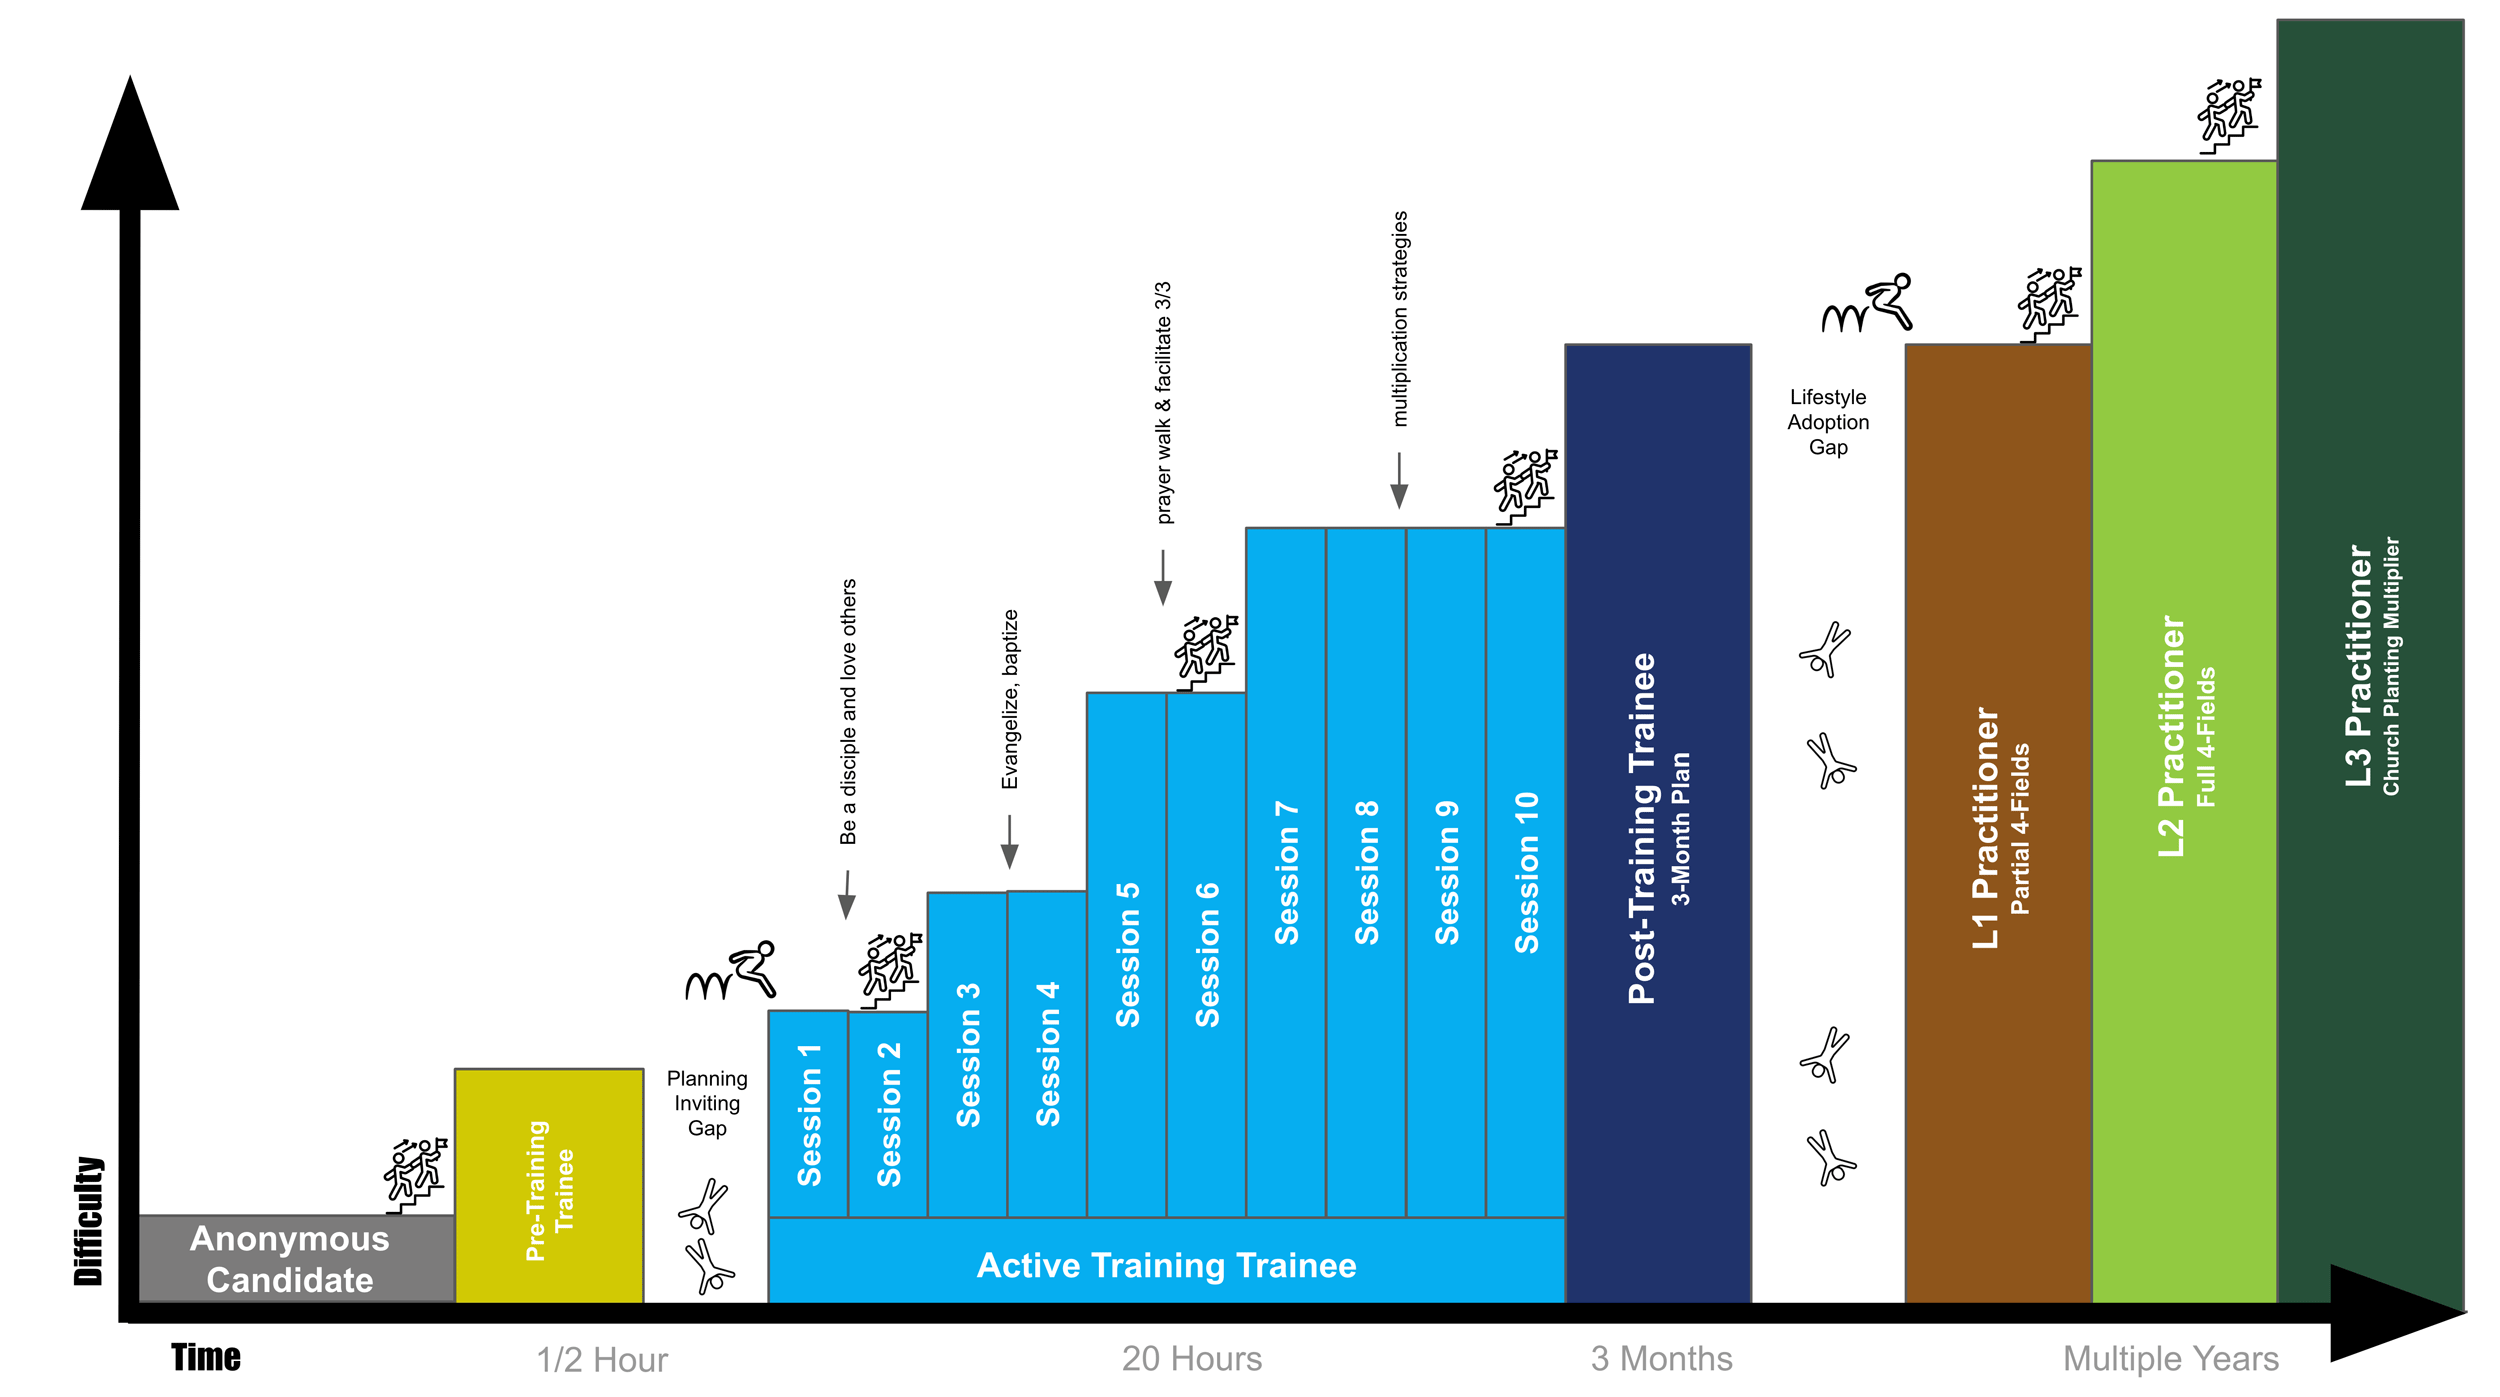 Difficulty
Time
Anonymous
Candidate
Pre-Training
Trainee
Planning
Inviting
Gap
Session 1
Session 2
Session 3
Session 4
Session 5
Session 6
Session 7
Session 8
Session 9
Session 10
Active Training Trainee
Be a disciple and love others
Evangelize, baptize
prayer walk & facilitate 3/3
multiplication strategies
Post-Training Trainee
3-Month Plan
Lifestyle
Adoption
Gap
L1 Practitioner
Partial 4-Fields
L2 Practitioner
Full 4-Fields
L3 Practitioner
Church Planting Multiplier
1/2 Hour
20 Hours
3 Months
Multiple Years